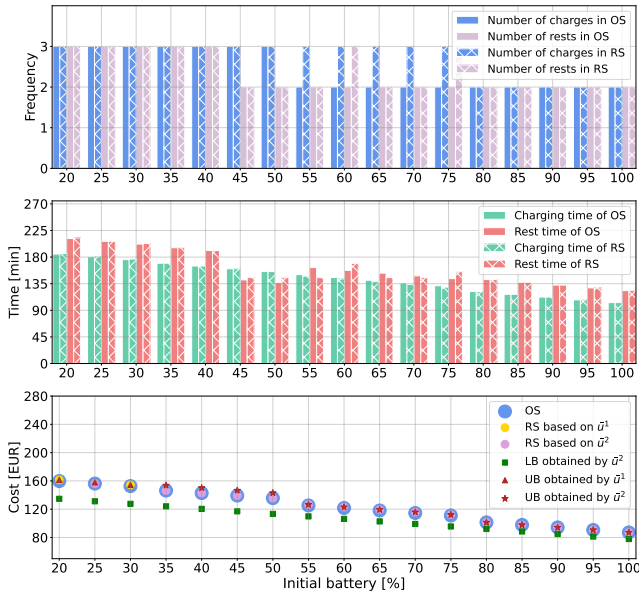 Frequency
3
2
1
0
Number of charges in OS
Number of rests in OS
Number of charges in RS
Number of rests in RS
20 25 30 35 40 45 50 55 60 65 70 75 80 85 90 95 100
Time [min]
270
225
180
135
90
45
0
Charging time of OS
Rest time of OS
Charging time of RS
Rest time of RS
20 25 30 35 40 45 50 55 60 65 70 75 80 85 90 95 100
Cost [EUR]
280
240
200
160
120
80
OS
RS based on ū¹
RS based on ū²
LB obtained by ū²
UB obtained by ū¹
UB obtained by ū²
20 25 30 35 40 45 50 55 60 65 70 75 80 85 90 95 100
Initial battery [%]